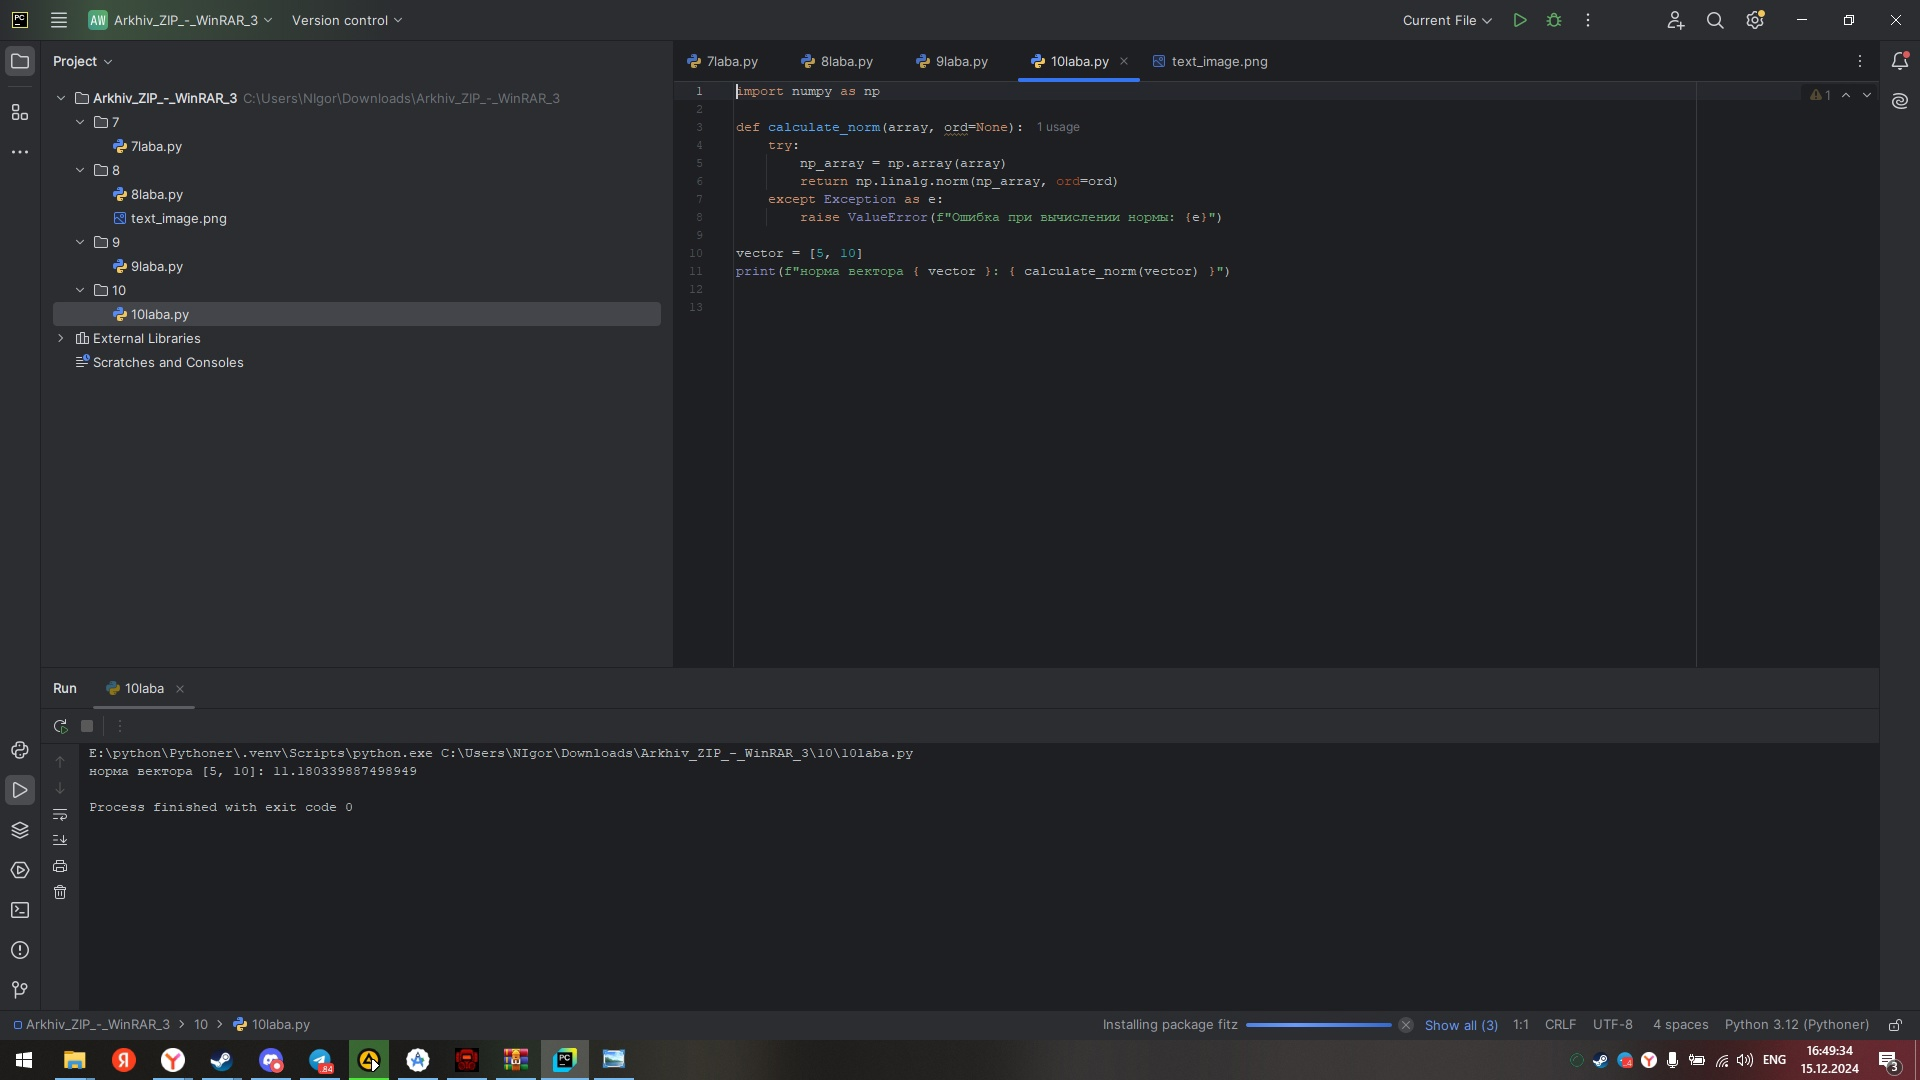 PC
AW Arkhiv_ZIP_-_WinRAR_3
Version control
Current File
Project
7laba.py
8laba.py
9laba.py
10laba.py
text_image.png
Arkhiv_ZIP_-_WinRAR_3 C:\Users\NIgor\Downloads\Arkhiv_ZIP_-_WinRAR_3
7
7laba.py
8
8laba.py
text_image.png
9
9laba.py
10
10laba.py
External Libraries
Scratches and Consoles
1 import numpy as np
1
2
3 def calculate_norm(array, ord=None): 1 usage
4 try:
5 np_array = np.array(array)
6 return np.linalg.norm(np_array, ord=ord)
7 except Exception as e:
8 raise ValueError(f"Ошибка при вычислении нормы: {e}")
9
10 vector = [5, 10]
11 print(f"норма вектора { vector }: { calculate_norm(vector) }")
12
13
Run
10laba
E:\python\Pythoner\.venv\Scripts\python.exe C:\Users\NIgor\Downloads\Arkhiv_ZIP_-_WinRAR_3\10\10laba.py
норма вектора [5, 10]: 11.180339887498949
Process finished with exit code 0
Arkhiv_ZIP_-_WinRAR_3 > 10 > 10laba.py
Installing package fitz
Show all (3)
1:1
CRLF
UTF-8
4 spaces
Python 3.12 (Pythoner)
Я
84
PC
ENG
16:49:34
15.12.2024
3